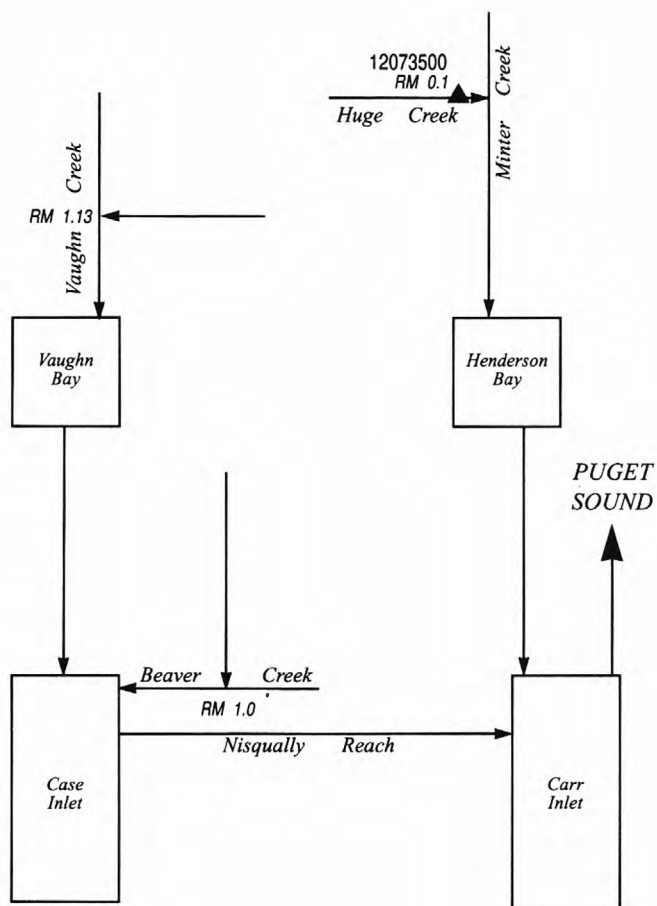 12073500
RM 0.1
Huge Creek
Minter Creek
Vaughn Creek
RM 1.13
Vaughn
Bay
Henderson
Bay
PUGET
SOUND
Beaver Creek
RM 1.0
Nisqually Reach
Case
Inlet
Carr
Inlet